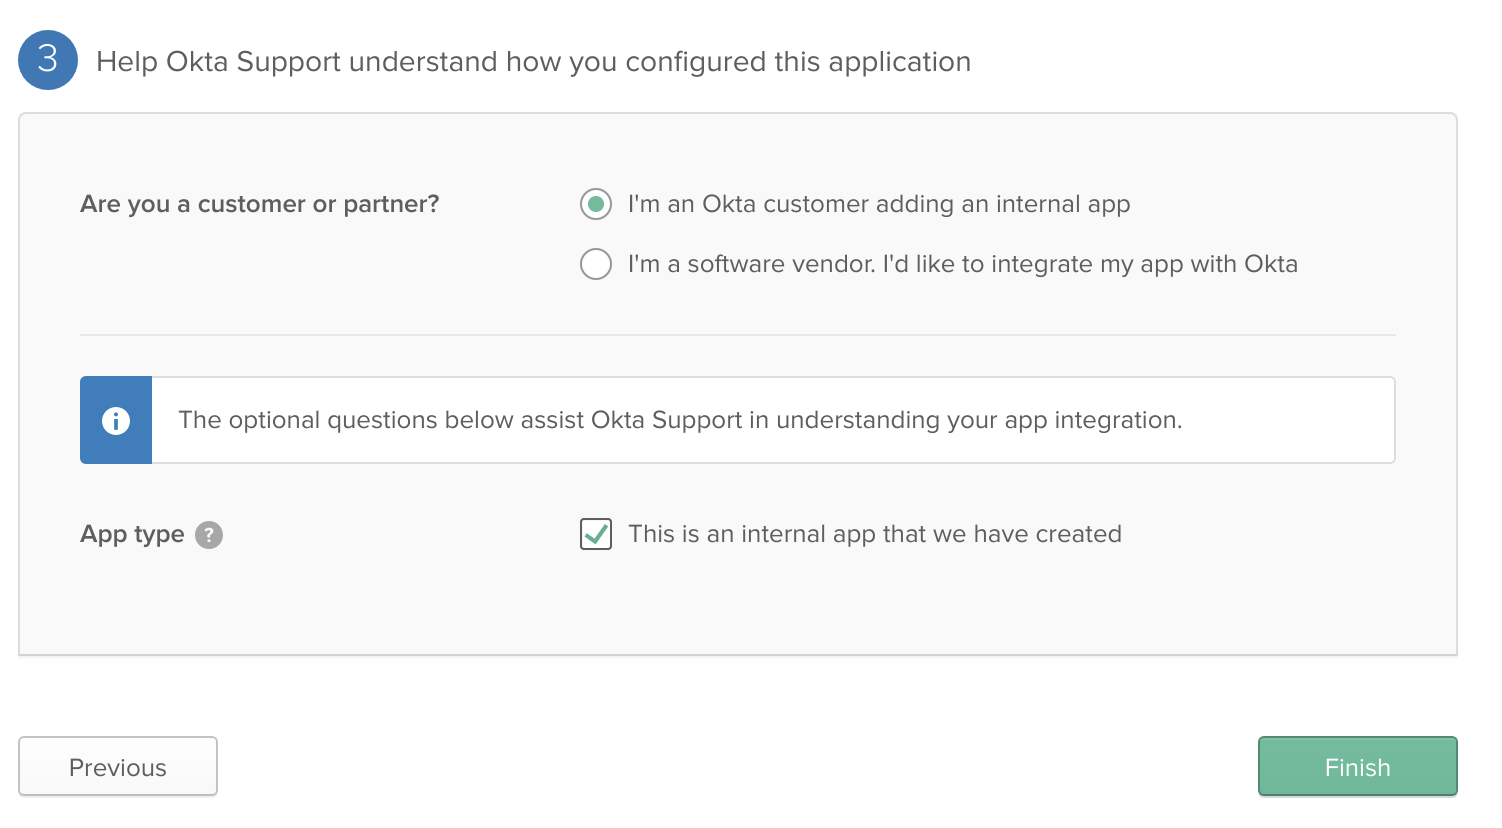 3
Help Okta Support understand how you configured this application
Are you a customer or partner?
I'm an Okta customer adding an internal app
I'm a software vendor. I'd like to integrate my app with Okta
The optional questions below assist Okta Support in understanding your app integration.
App type ?
This is an internal app that we have created
Previous
Finish